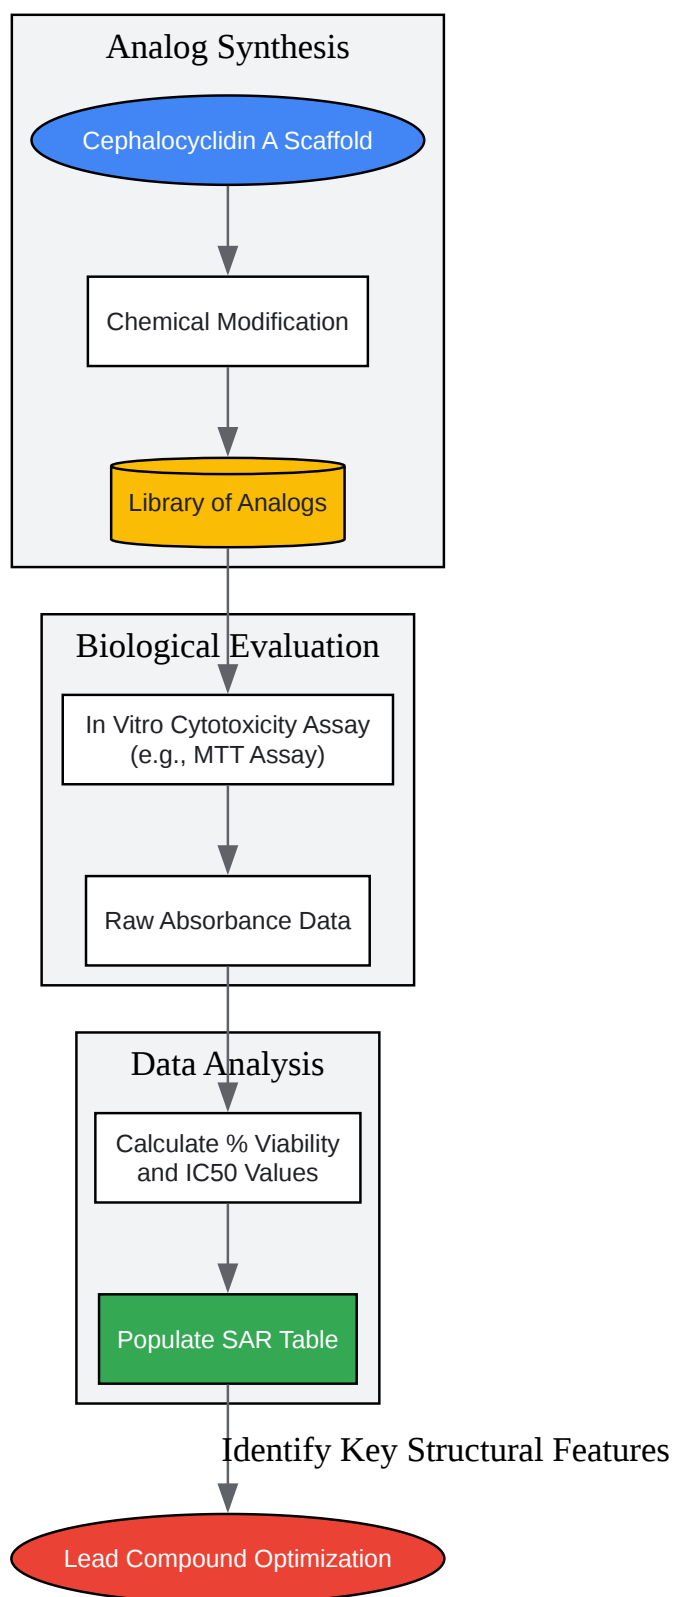 Analog Synthesis
Cephalocyclidin A Scaffold
Chemical Modification
Library of Analogs
Biological Evaluation
In Vitro Cytotoxicity Assay
(e.g., MTT Assay)
Raw Absorbance Data
Data Analysis
Calculate % Viability
and IC50 Values
Populate SAR Table
Identify Key Structural Features
Lead Compound Optimization